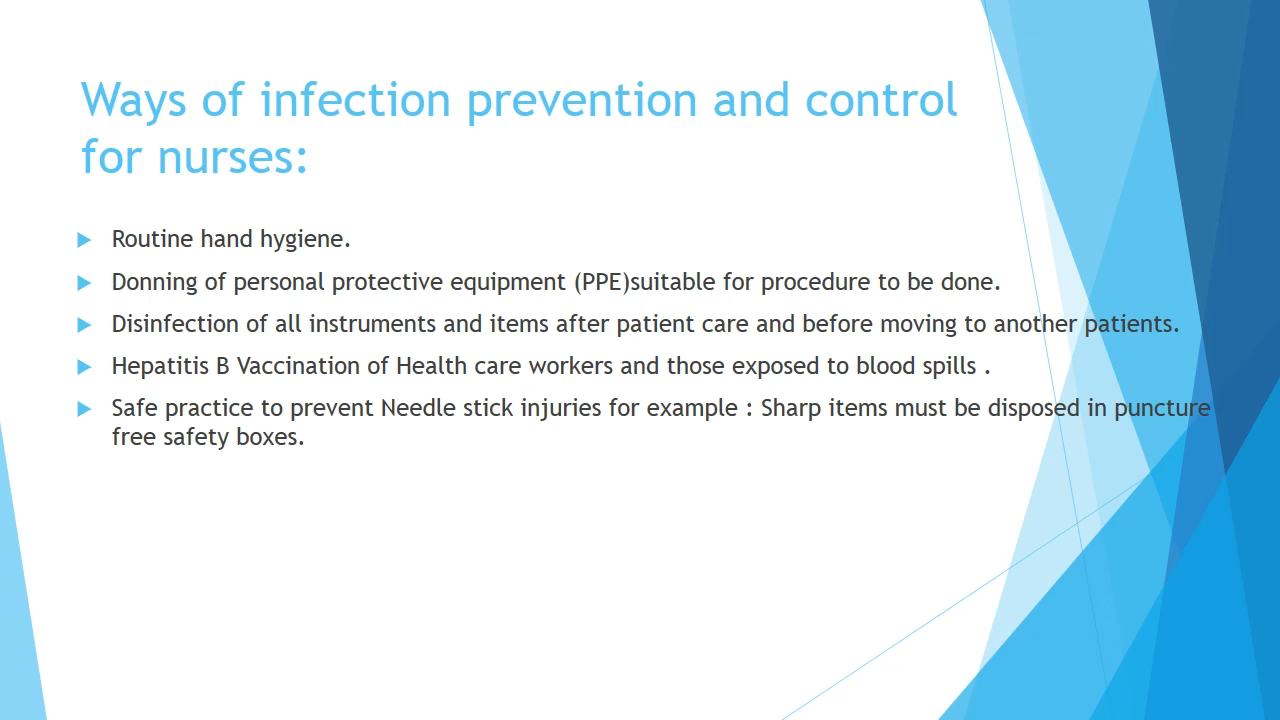 Ways of infection prevention and control
for nurses:
Routine hand hygiene.
Donning of personal protective equipment (PPE)suitable for procedure to be done.
Disinfection of all instruments and items after patient care and before moving to another patients.
Hepatitis B Vaccination of Health care workers and those exposed to blood spills .
Safe practice to prevent Needle stick injuries for example : Sharp items must be disposed in puncture
free safety boxes.